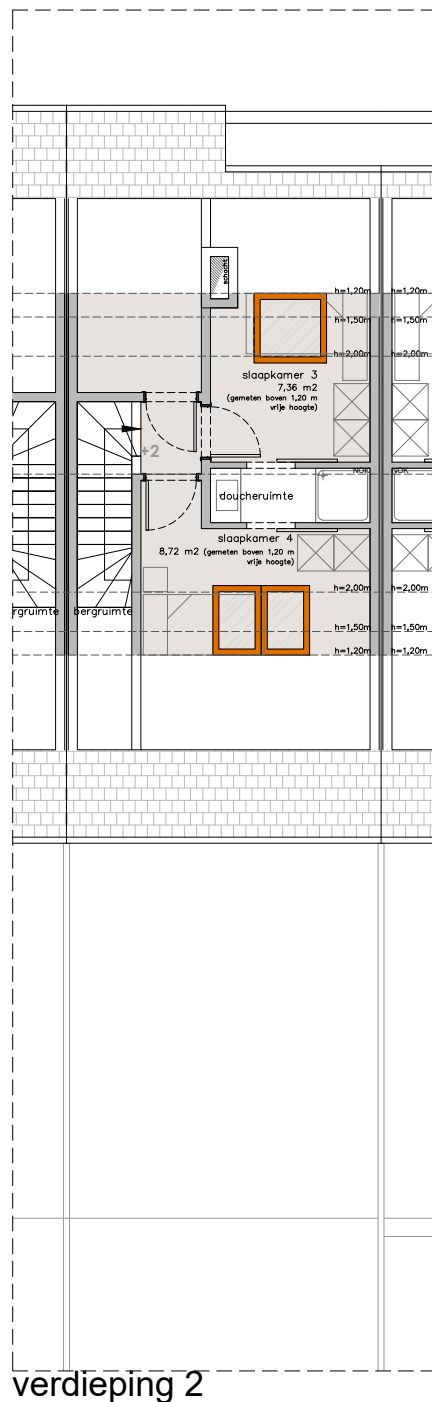 schacht
h=1,20m h=1,20m
h=1,50m h=1,50m
h=2,00m h=2,00m
slaapkamer 3
7,36 m2
(gemeten boven 1,20 m
vrije hoogte)
+2
NOK NOK
doucheruimte
slaapkamer 4
8,72 m2 (gemeten boven 1,20 m
vrije hoogte)
h=2,00m h=2,00m
rgruimte bergruimte
h=1,50m h=1,50m
h=1,20m h=1,20m
verdieping 2